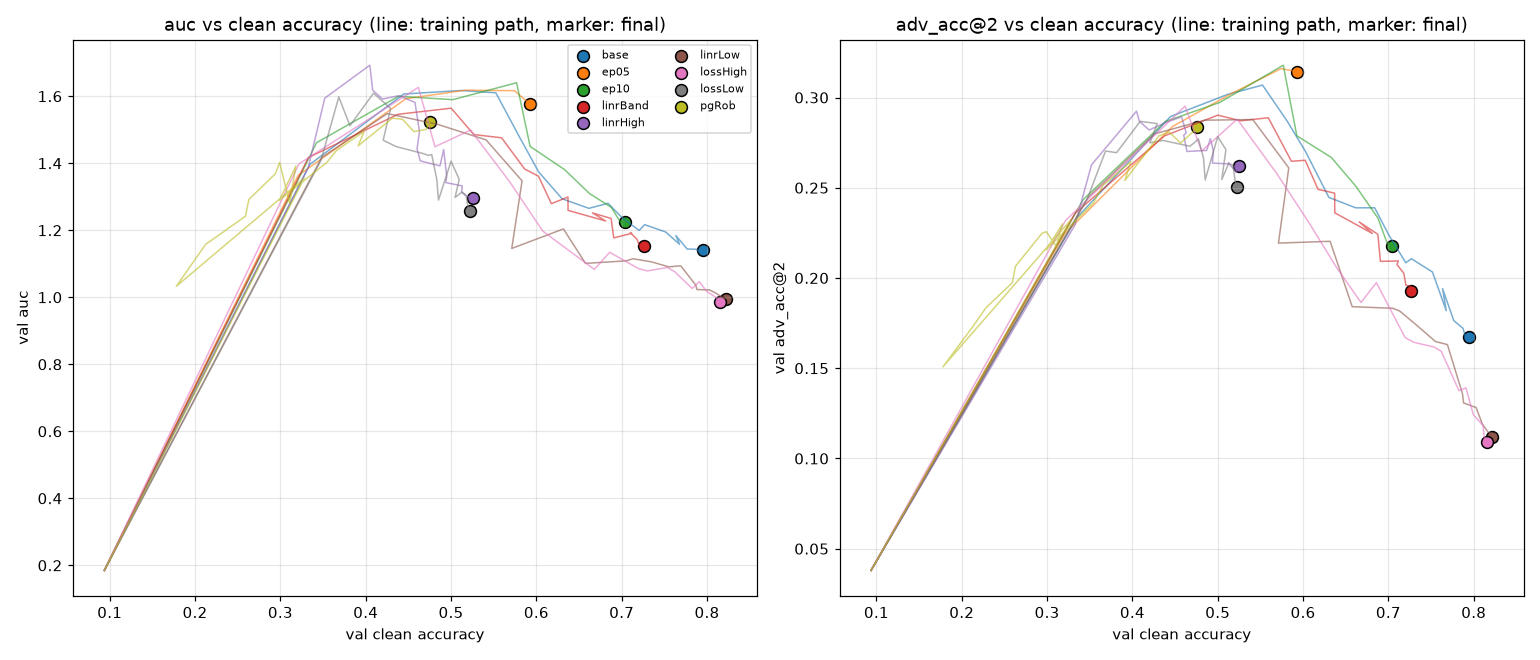 auc vs clean accuracy (line: training path, marker: final)
val auc
1.6
1.4
1.2
1.0
0.8
0.6
0.4
0.2
base
ep05
ep10
linrBand
linrHigh
linrLow
lossHigh
lossLow
pgRob
0.1 0.2 0.3 0.4 0.5 0.6 0.7 0.8
val clean accuracy
adv_acc@2 vs clean accuracy (line: training path, marker: final)
val adv_acc@2
0.30
0.25
0.20
0.15
0.10
0.05
0.1 0.2 0.3 0.4 0.5 0.6 0.7 0.8
val clean accuracy